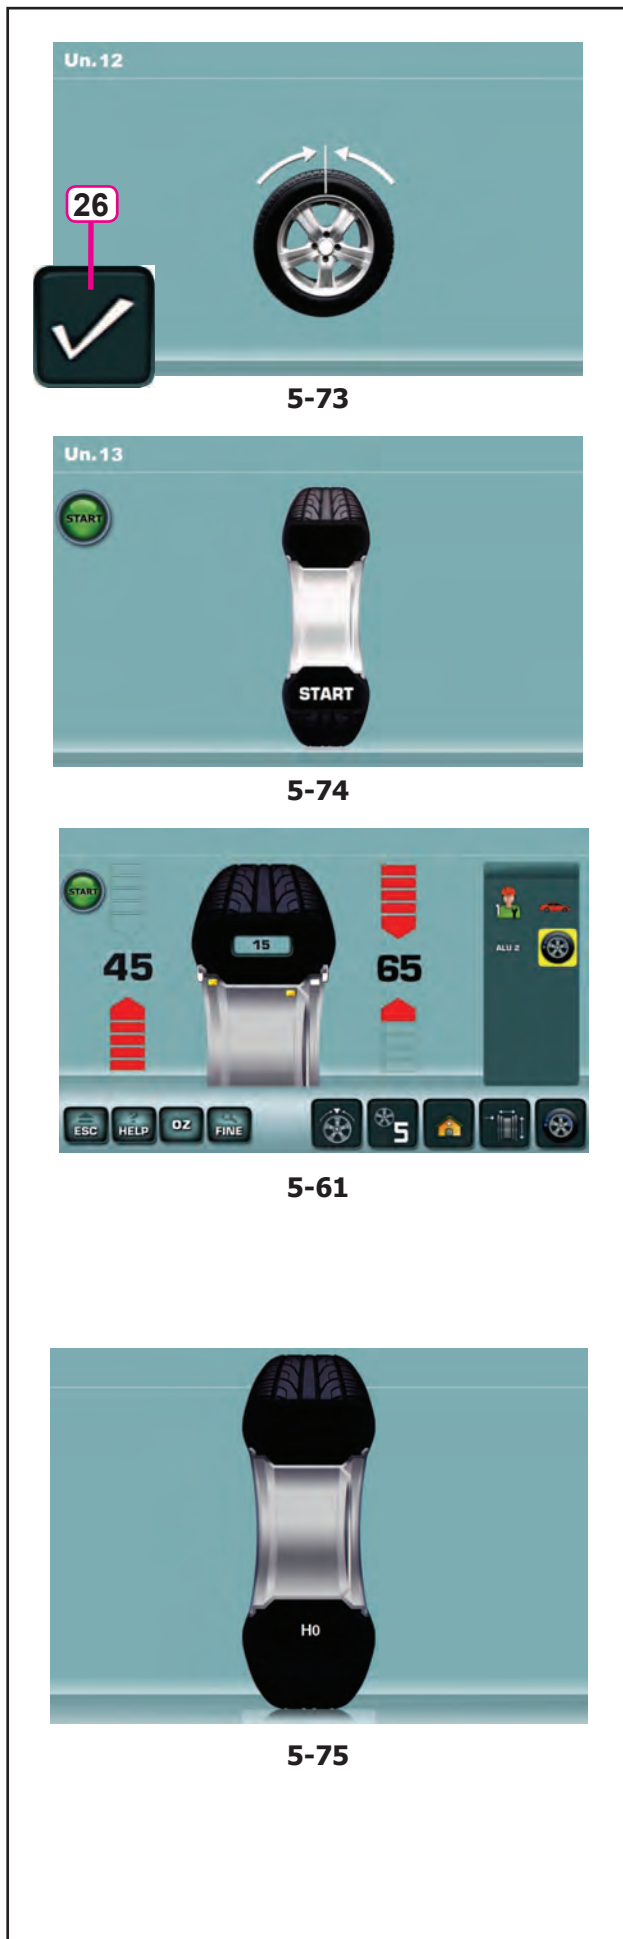 Un.12
26
5-73
Un.13
START
START
5-74
START
15
45
65
ALU 2
ESC
HELP
OZ
FINE
5
5-61
H0
5-75